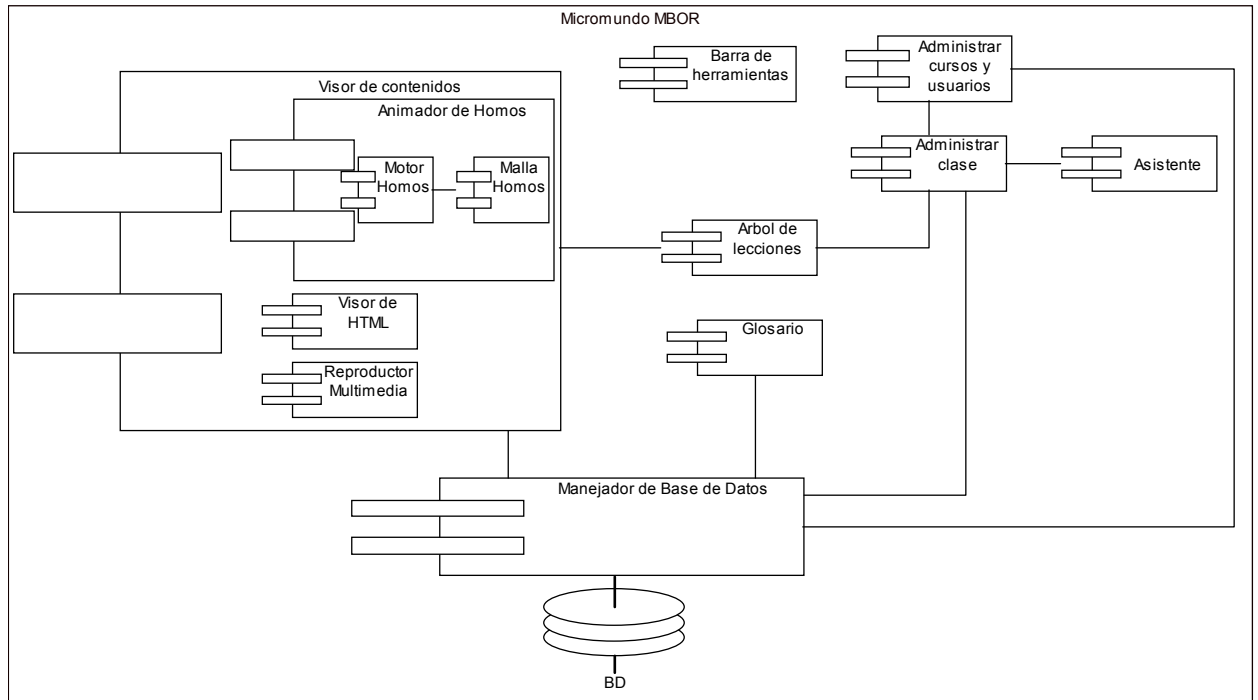 Micromundo MBOR
Visor de contenidos
Animador de Homos
Motor
Homos
Malla
Homos
Visor de
HTML
Reproductor
Multimedia
Barra de
herramientas
Administrar
cursos y
usuarios
Administrar
clase
Asistente
Arbol de
lecciones
Glosario
Manejador de Base de Datos
BD